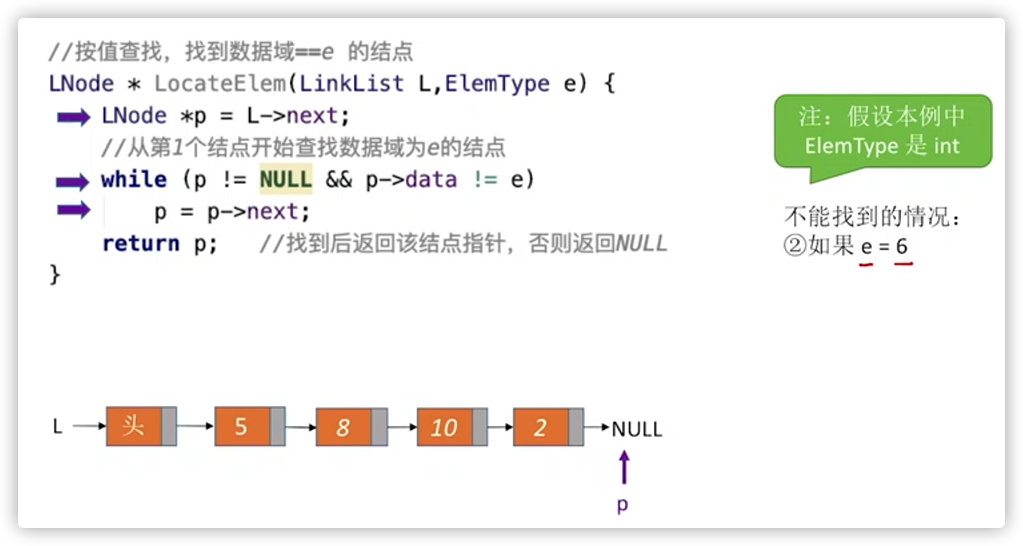 //按值查找，找到数据域==e 的结点
LNode * LocateElem(LinkList L,ElemType e) {
LNode *p = L->next;
//从第1个结点开始查找数据域为e的结点
while (p != NULL && p->data != e)
p = p->next;
return p; //找到后返回该结点指针，否则返回NULL
}
注：假设本例中
ElemType 是 int
不能找到的情况：
②如果 e = 6
L 头 5 8 10 2 NULL
p